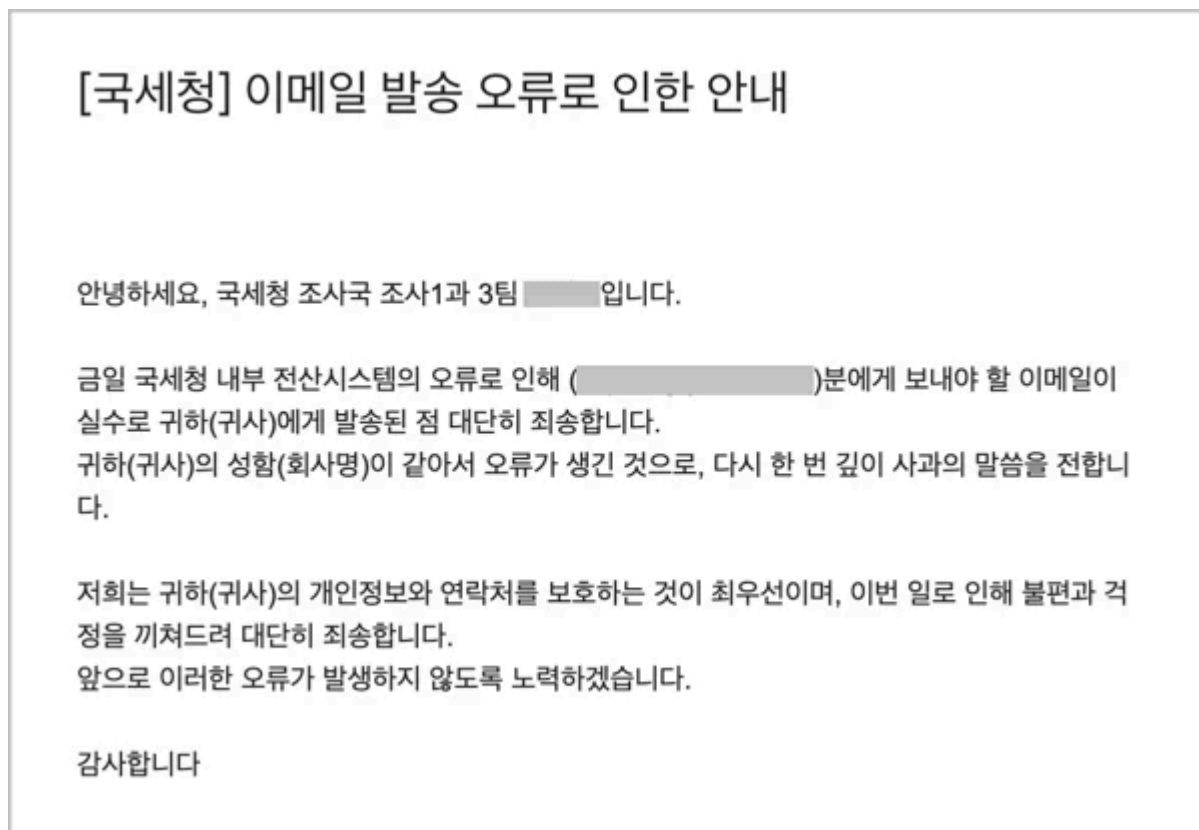 [국세청] 이메일 발송 오류로 인한 안내
안녕하세요, 국세청 조사국 조사1과 3팀 입니다.
금일 국세청 내부 전산시스템의 오류로 인해 ( )분에게 보내야 할 이메일이
실수로 귀하(귀사)에게 발송된 점 대단히 죄송합니다.
귀하(귀사)의 성함(회사명)이 같아서 오류가 생긴 것으로, 다시 한 번 깊이 사과의 말씀을 전합니
다.
저희는 귀하(귀사)의 개인정보와 연락처를 보호하는 것이 최우선이며, 이번 일로 인해 불편과 걱
정을 끼쳐드려 대단히 죄송합니다.
앞으로 이러한 오류가 발생하지 않도록 노력하겠습니다.
감사합니다